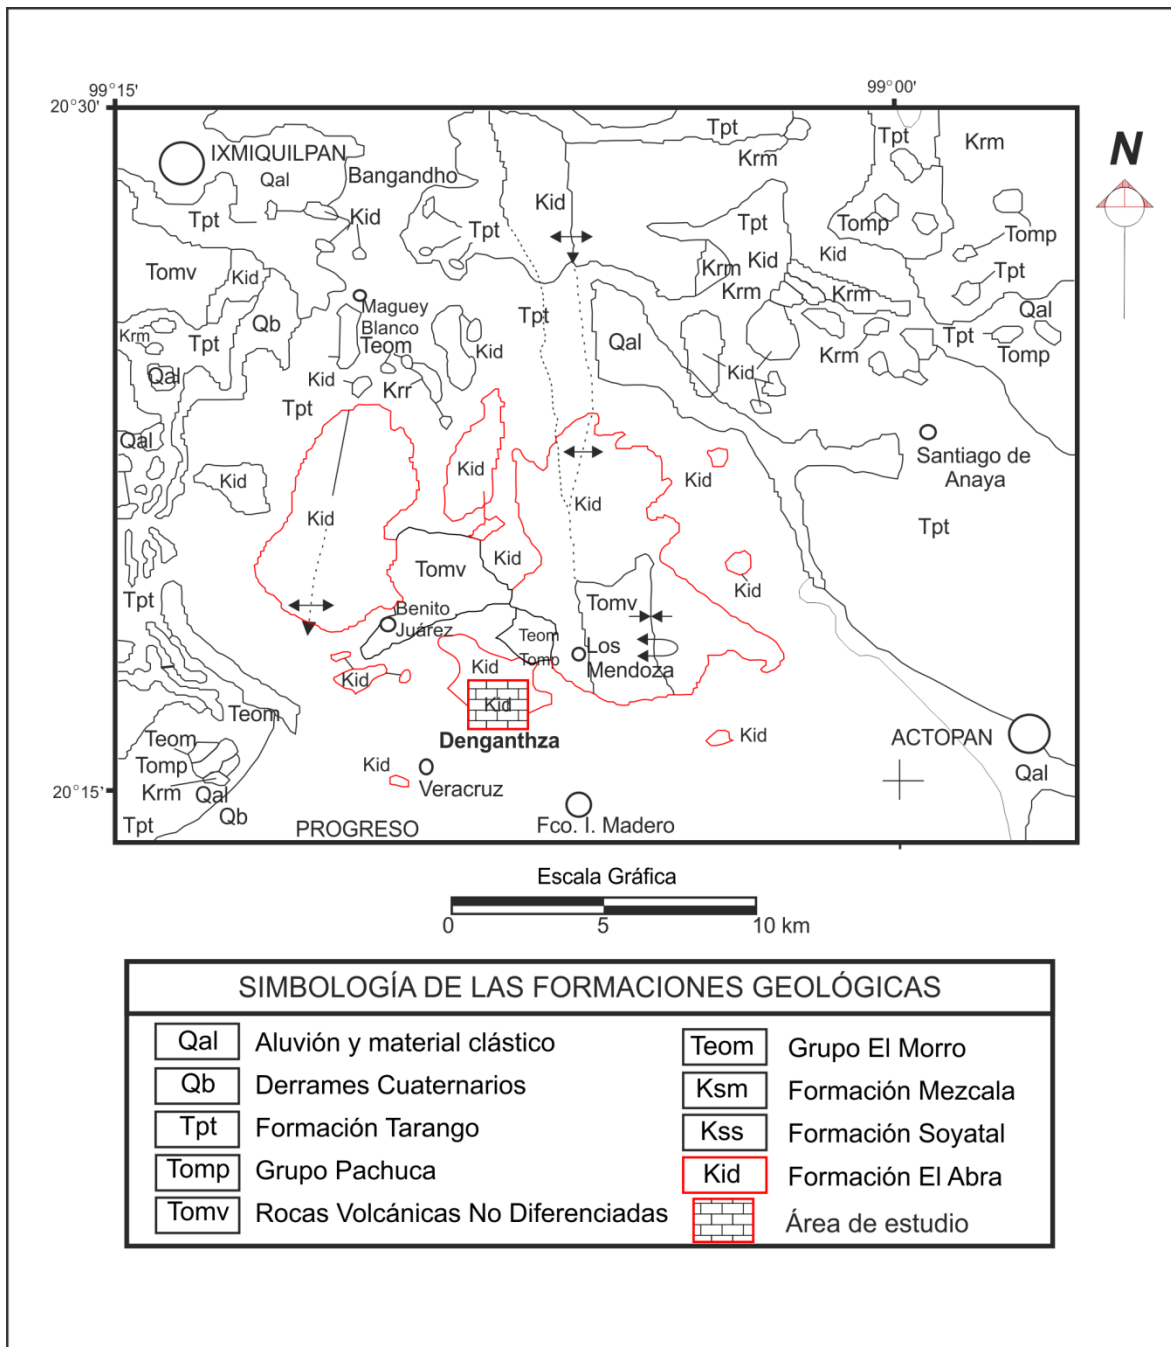 99°15'
99°00'
20°30'
N
IXMIQUILPAN
Qal
Bangandho
Tpt
Krm
Tpt
Krm
Tpt
Kid
Tpt
Kid
Tpt
Kid
Kid
Tomp
Tomp
Tomv
Kid
Krm
Krm
Krm
Tpt
Qal
Qb
Maguey
Blanco
Teom
Tpt
Qal
Krm
Tpt
Kid
Kid
Krm
Tpt
Tomp
Qal
Kid
Krr
Tpt
Qal
Kid
Kid
Kid
Kid
Kid
Kid
Santiago de
Anaya
Tpt
Tomv
Kid
Kid
Tpt
Tomv
Benito
Juárez
Teom
Tomp
Los
Mendoza
Kid
Kid
Kid
Denganthza
Teom
Kid
ACTOPAN
Qal
Teom
Tomp
Krm
Qal
Qb
Tpt
Kid
Veracruz
20°15'
PROGRESO
Fco. I. Madero
Escala Gráfica
0 5 10 km
SIMBOLOGÍA DE LAS FORMACIONES GEOLÓGICAS
Qal Aluvión y material clástico
Qb Derrames Cuaternarios
Tpt Formación Tarango
Tomp Grupo Pachuca
Tomv Rocas Volcánicas No Diferenciadas
Teom Grupo El Morro
Ksm Formación Mezcala
Kss Formación Soyatal
Kid Formación El Abra
Área de estudio